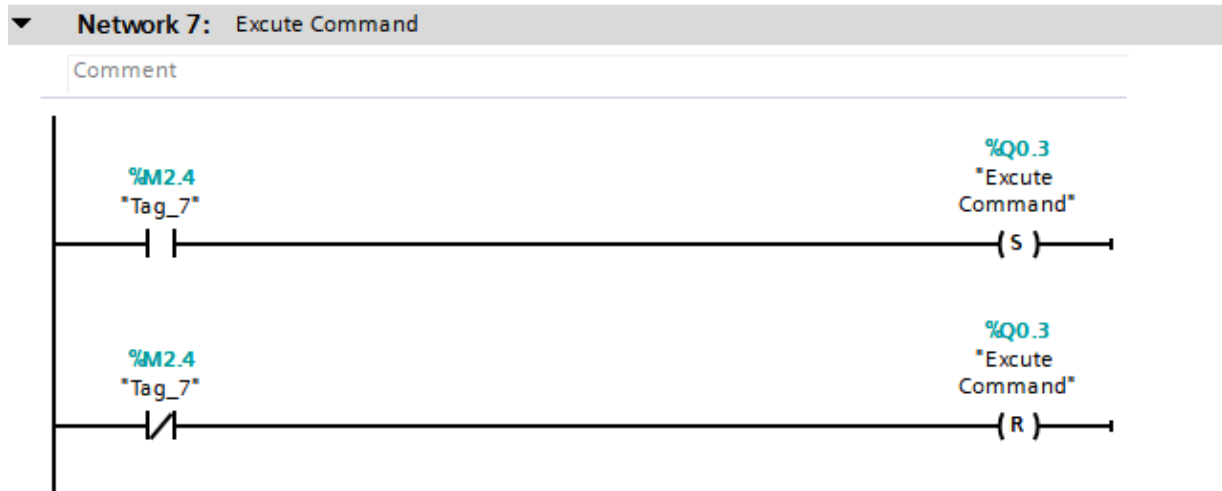 Network 7: Excute Command
Comment
%M2.4
"Tag_7"
%Q0.3
"Excute
Command"
S
%M2.4
"Tag_7"
%Q0.3
"Excute
Command"
R